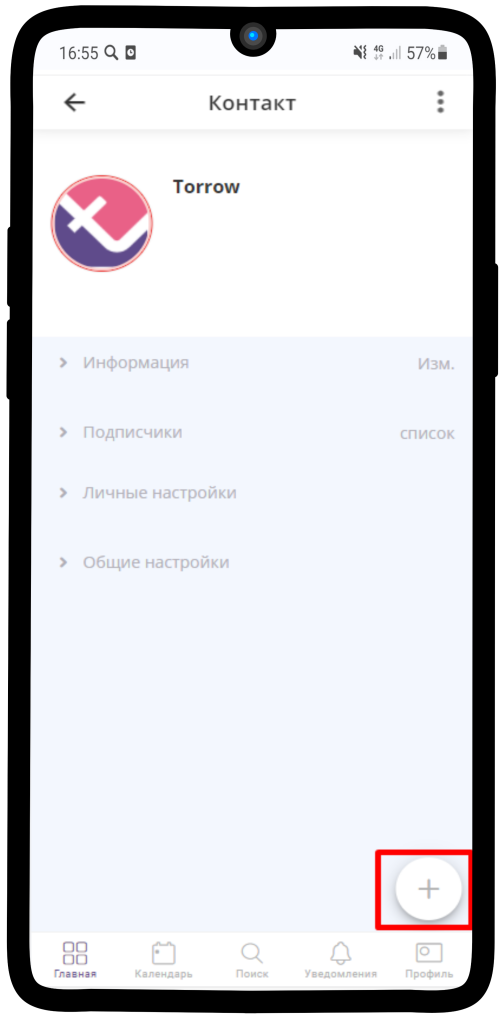 16:55 4G 57%
Контакт
Torrow
Информация Изм.
Подписчики список
Личные настройки
Общие настройки
Главная Календарь Поиск Уведомления Профиль